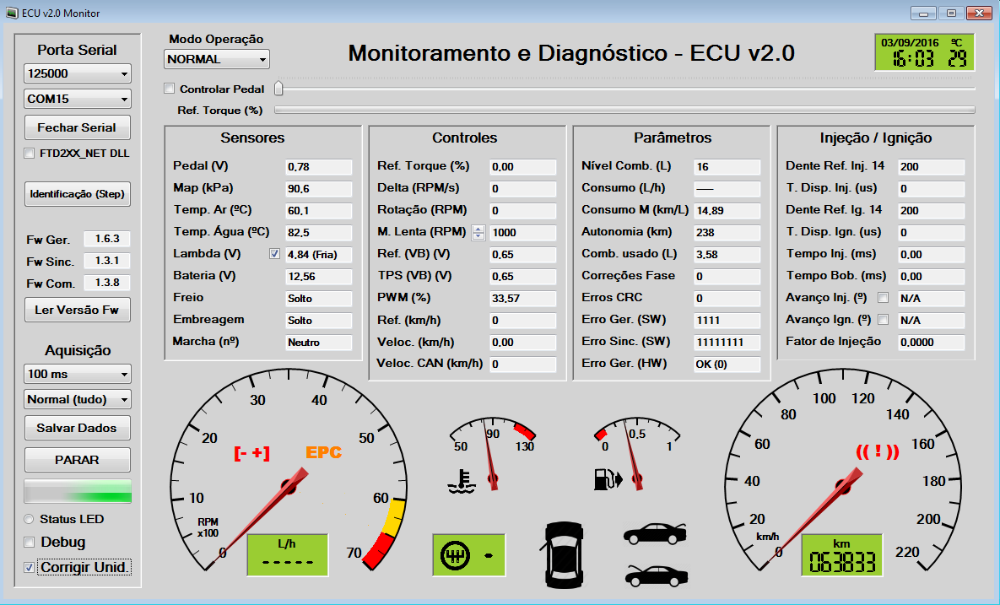 ECU v2.0 Monitor
Porta Serial
125000
COM15
Fechar Serial
FTD2XX_NET DLL
Identificação (Step)
Fw Ger. 1.6.3
Fw Sinc. 1.3.1
Fw Com. 1.3.8
Ler Versão Fw
Aquisição
100 ms
Normal (tudo)
Salvar Dados
PARAR
Status LED
Debug
Corrigir Unid.
Modo Operação
NORMAL
Monitoramento e Diagnóstico - ECU v2.0
03/09/2016 ºC
16:03 29
Controlar Pedal
Ref. Torque (%)
Sensores
Pedal (V) 0,78
Map (kPa) 90,6
Temp. Ar (ºC) 60,1
Temp. Água (ºC) 82,5
Lambda (V) 4,84 (Fria)
Bateria (V) 12,56
Freio Solto
Embreagem Solto
Marcha (nº) Neutro
Controles
Ref. Torque (%) 0,00
Delta (RPM/s) 0
Rotação (RPM) 0
M. Lenta (RPM) 1000
Ref. (VB) (V) 0,65
TPS (VB) (V) 0,65
PWM (%) 33,57
Ref. (km/h) 0
Veloc. (km/h) 0,00
Veloc. CAN (km/h) 0
Parâmetros
Nível Comb. (L) 16
Consumo (L/h) ----
Consumo M (km/L) 14,89
Autonomia (km) 238
Comb. usado (L) 3,58
Correções Fase 0
Erros CRC 0
Erro Ger. (SW) 1111
Erro Sinc. (SW) 11111111
Erro Ger. (HW) OK (0)
Injeção / Ignição
Dente Ref. Inj. 14 200
T. Disp. Inj. (us) 0
Dente Ref. Ig. 14 200
T. Disp. Ign. (us) 0
Tempo Inj. (ms) 0,00
Tempo Bob. (ms) 0,00
Avanço Inj. (º) N/A
Avanço Ign. (º) N/A
Fator de Injeção 0,0000
0 10 20 30 40 50 60 70
[- +] EPC
RPM
x100
L/h
-----
50 90 130
-
0 0.5 1
0 20 40 60 80 100 120 140 160 180 200 220
(( ! ))
km/h
km
063833